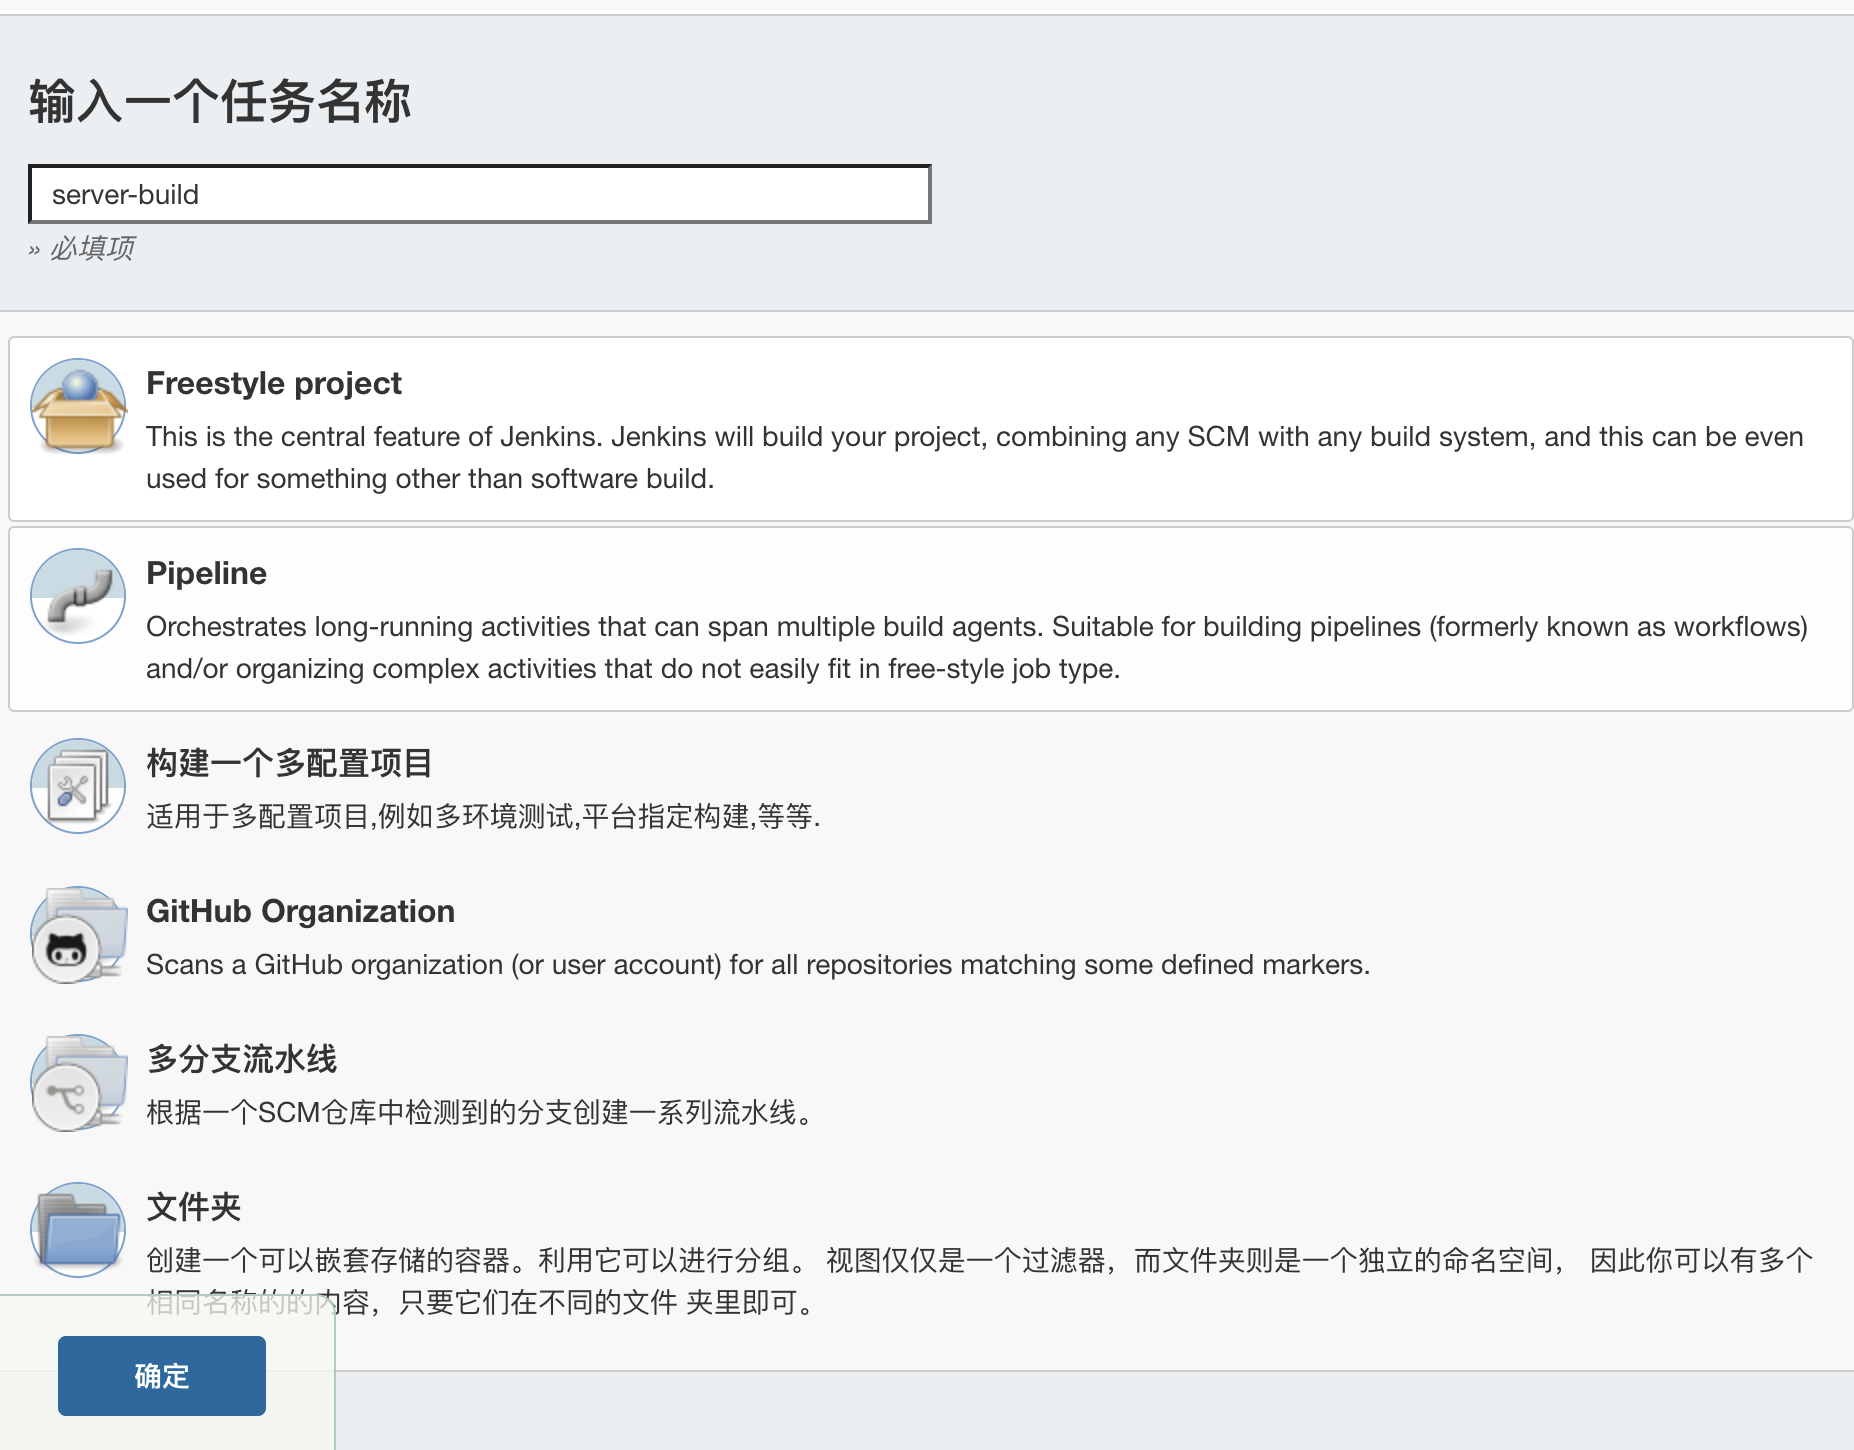 输入一个任务名称
server-build
» 必填项
Freestyle project
This is the central feature of Jenkins. Jenkins will build your project, combining any SCM with any build system, and this can be even
used for something other than software build.
Pipeline
Orchestrates long-running activities that can span multiple build agents. Suitable for building pipelines (formerly known as workflows)
and/or organizing complex activities that do not easily fit in free-style job type.
构建一个多配置项目
适用于多配置项目,例如多环境测试,平台指定构建,等等.
GitHub Organization
Scans a GitHub organization (or user account) for all repositories matching some defined markers.
多分支流水线
根据一个SCM仓库中检测到的分支创建一系列流水线。
文件夹
创建一个可以嵌套存储的容器。利用它可以进行分组。 视图仅仅是一个过滤器，而文件夹则是一个独立的命名空间， 因此你可以有多个
相同名称的的内容，只要它们在不同的文件 夹里即可。
确定